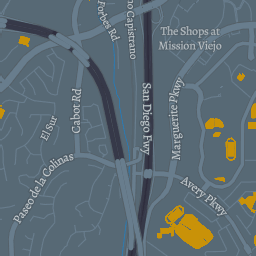 The Shops at
Mission Viejo
Forbes Rd
Capistrano
San Diego Fwy
Marguerite Pkwy
Cabot Rd
El Sur
Paseo de la Colinas
Avery Pkwy